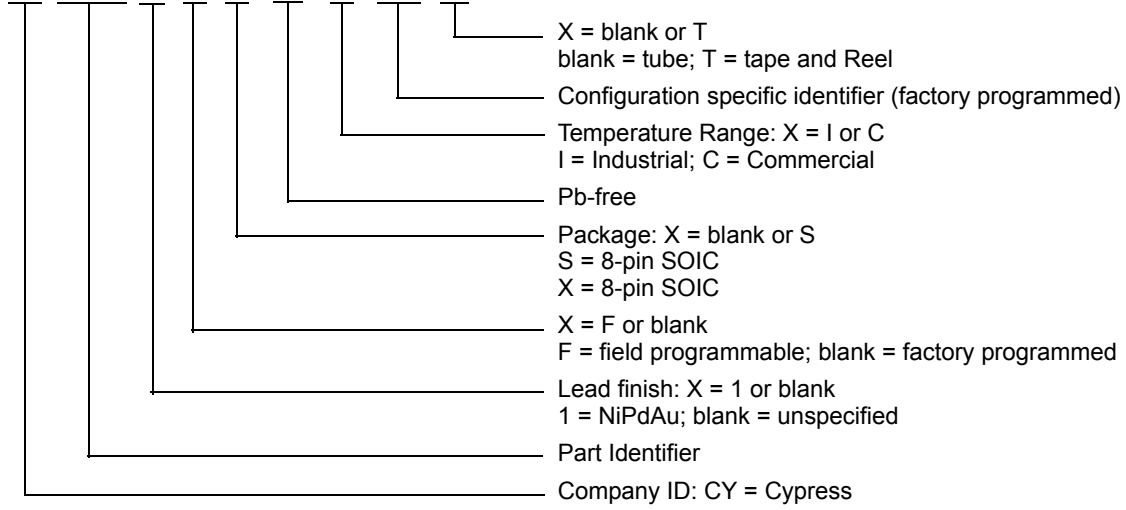 X = blank or T
blank = tube; T = tape and Reel
Configuration specific identifier (factory programmed)
Temperature Range: X = I or C
I = Industrial; C = Commercial
Pb-free
Package: X = blank or S
S = 8-pin SOIC
X = 8-pin SOIC
X = F or blank
F = field programmable; blank = factory programmed
Lead finish: X = 1 or blank
1 = NiPdAu; blank = unspecified
Part Identifier
Company ID: CY = Cypress